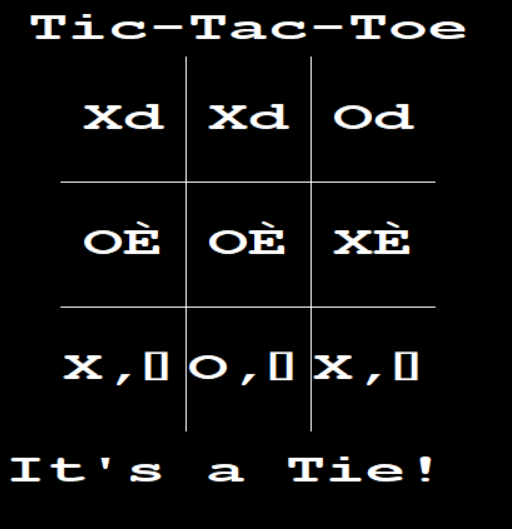 Tic-Tac-Toe
Xd Xd Od
OÈ OÈ XÈ
X,▯ O,▯ X,▯
It's a Tie!